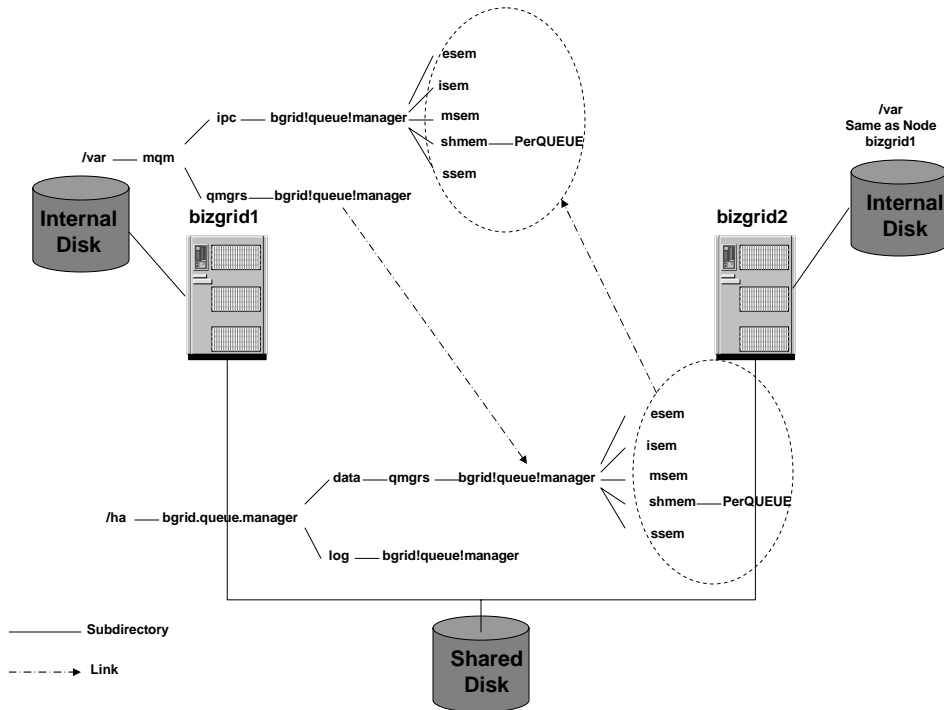 esem
isem
ipc bgrid!queue!manager msem
shmem PerQUEUE
/var mqm
ssem
qmgrs bgrid!queue!manager
/var
Same as Node
bizgrid1
Internal
Disk
bizgrid1
bizgrid2
Internal
Disk
esem
isem
data qmgrs bgrid!queue!manager msem
shmem PerQUEUE
/ha bgrid.queue.manager
ssem
log bgrid!queue!manager
Subdirectory
Link
Shared
Disk